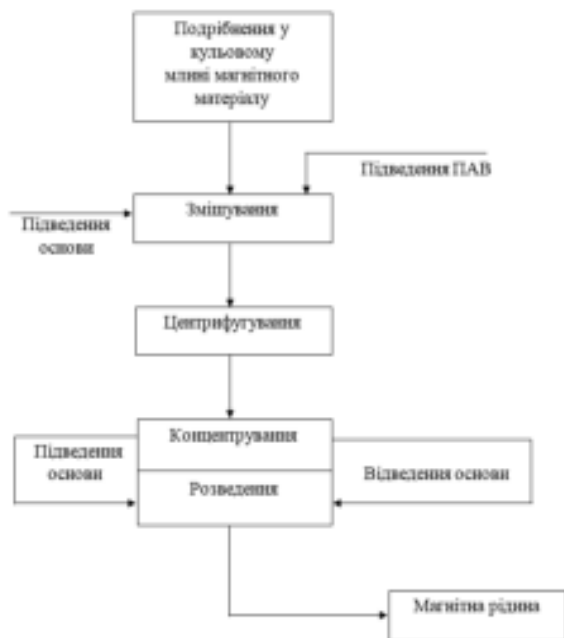 Подрібнення у
кульовому
млині магнітного
матеріалу
Підведення ПАВ
Змішування
Підведення
основи
Центрифугування
Концентрування
Підведення
основи
Відведення основи
Розведення
Магнітна рідина